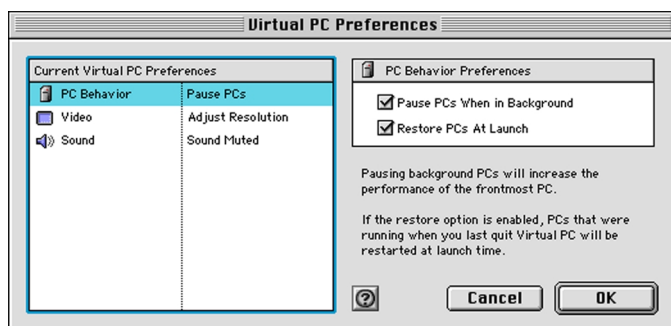 Virtual PC Preferences
Current Virtual PC Preferences
PC Behavior Pause PCs
Video Adjust Resolution
Sound Sound Muted
PC Behavior Preferences
Pause PCs When in Background
Restore PCs At Launch
Pausing background PCs will increase the
performance of the frontmost PC.
If the restore option is enabled, PCs that were
running when you last quit Virtual PC will be
restarted at launch time.
?
Cancel OK